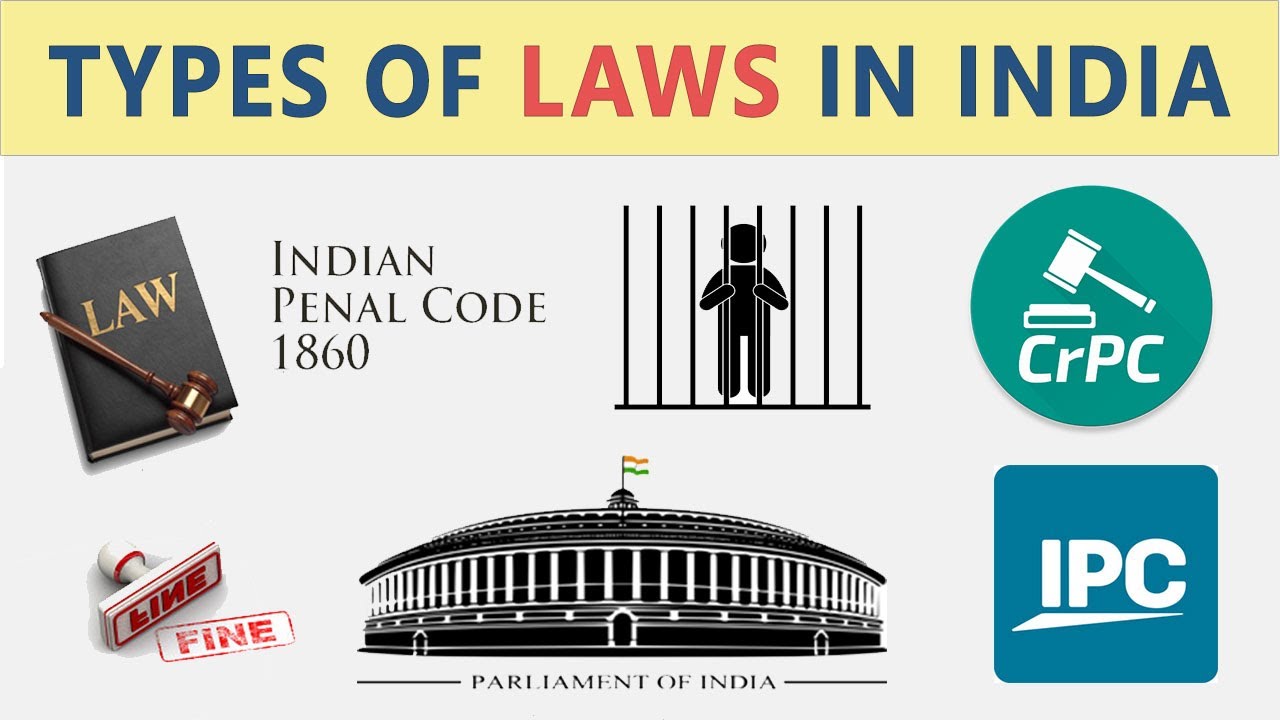 TYPES OF LAWS IN INDIA
LAW
INDIAN
PENAL CODE
1860
CrPC
FINE
FINE
PARLIAMENT OF INDIA
IPC